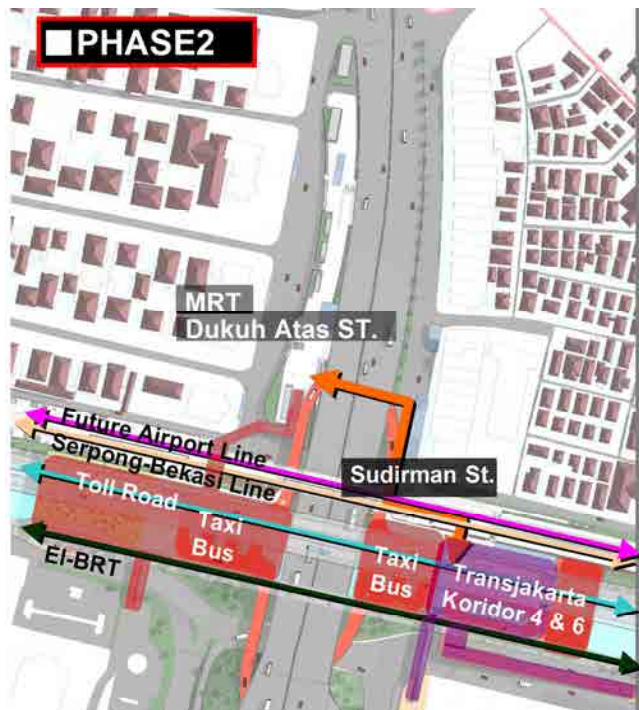 ■PHASE2
MRT
Dukuh Atas ST.
Future Airport Line
Serpong-Bekasi Line
Sudirman St.
Toll Road
Taxi
Bus
Taxi
Bus
Transjakarta
Koridor 4 & 6
El-BRT